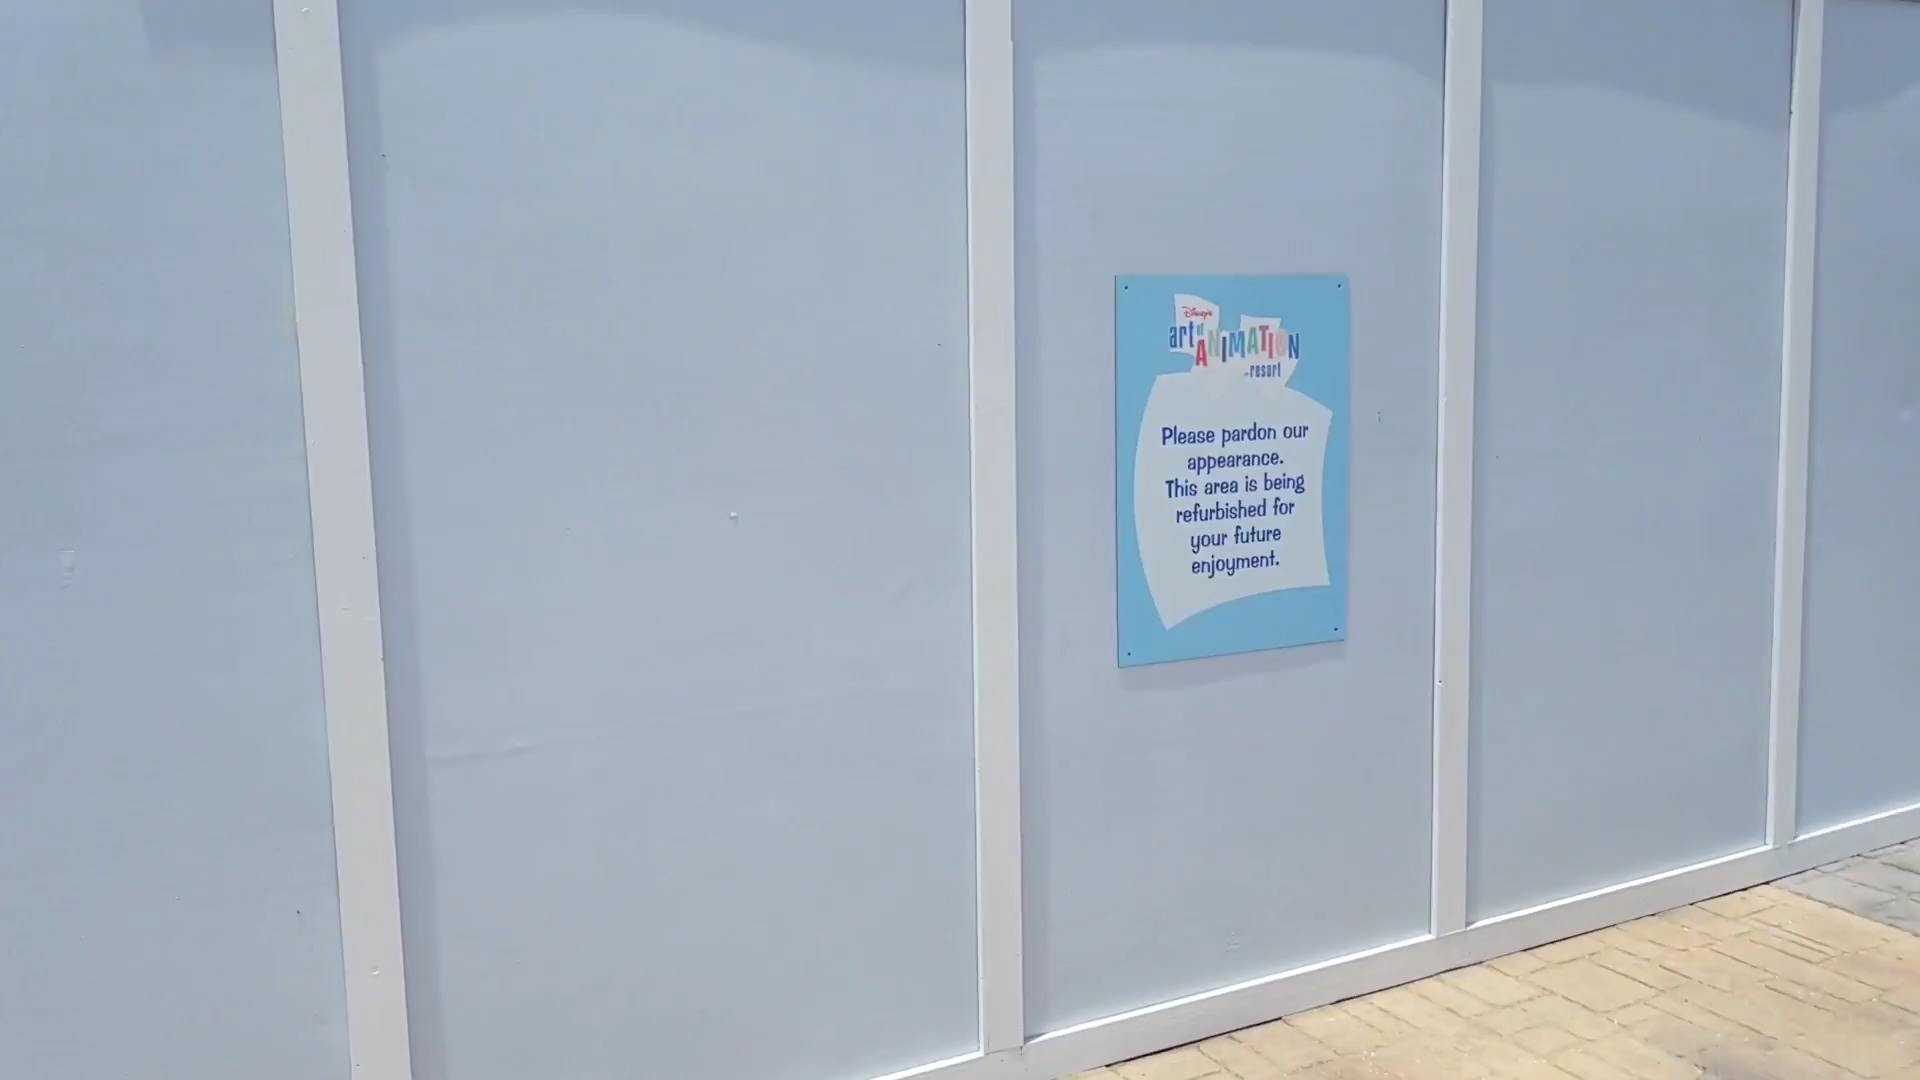 Disney's
art of
ANIMATION
resort
Please pardon our
appearance.
This area is being
refurbished for
your future
enjoyment.